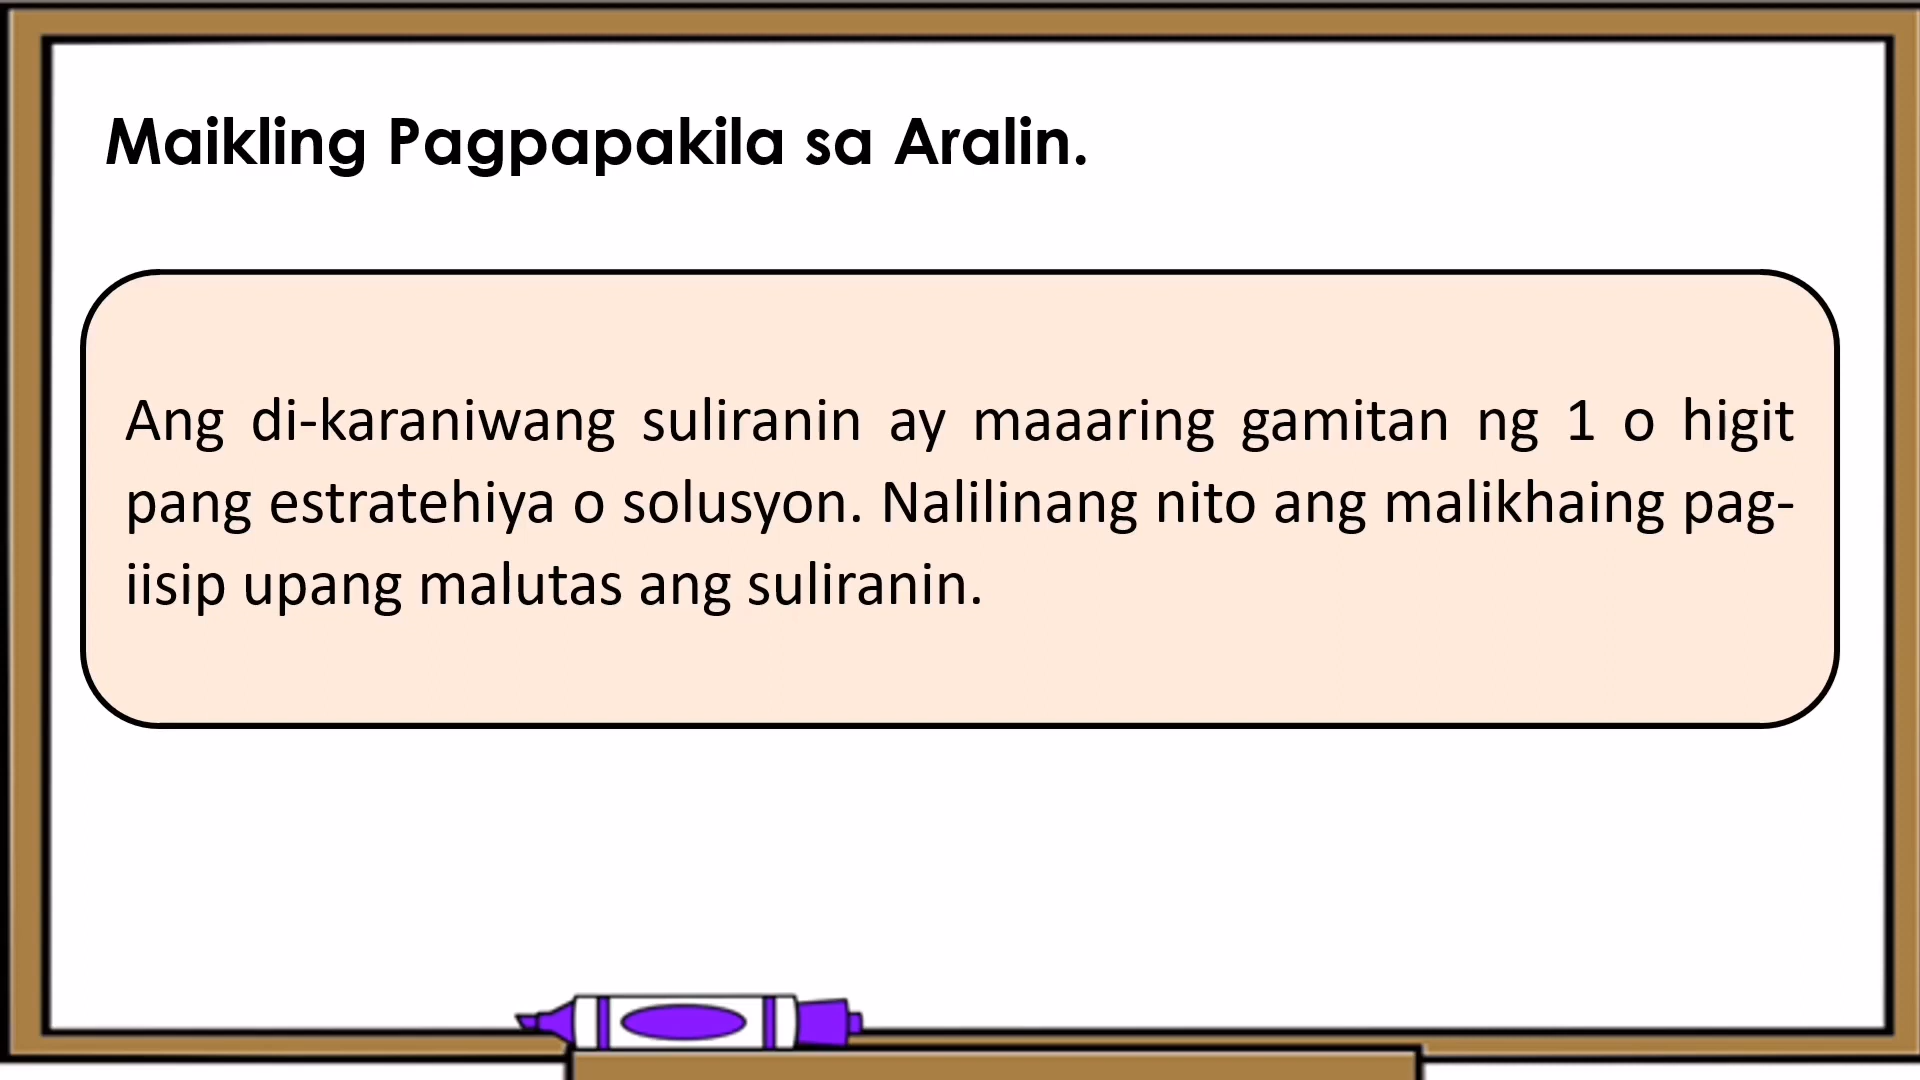 Maikling Pagpapakila sa Aralin.
Ang di-karaniwang suliranin ay maaaring gamitan ng 1 o higit
pang estratehiya o solusyon. Nalilinang nito ang malikhaing pag-
iisip upang malutas ang suliranin.